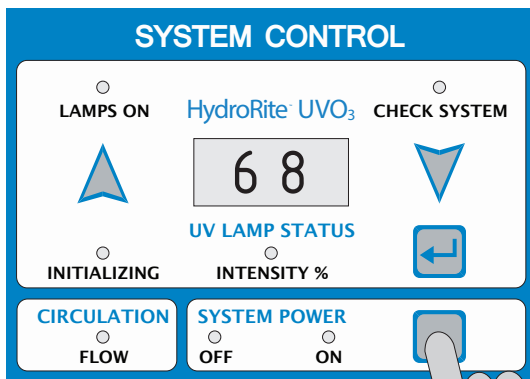 SYSTEM CONTROL
LAMPS ON
HydroRite™ UVO₃
CHECK SYSTEM
68
UV LAMP STATUS
INITIALIZING
INTENSITY %
CIRCULATION
FLOW
SYSTEM POWER
OFF
ON